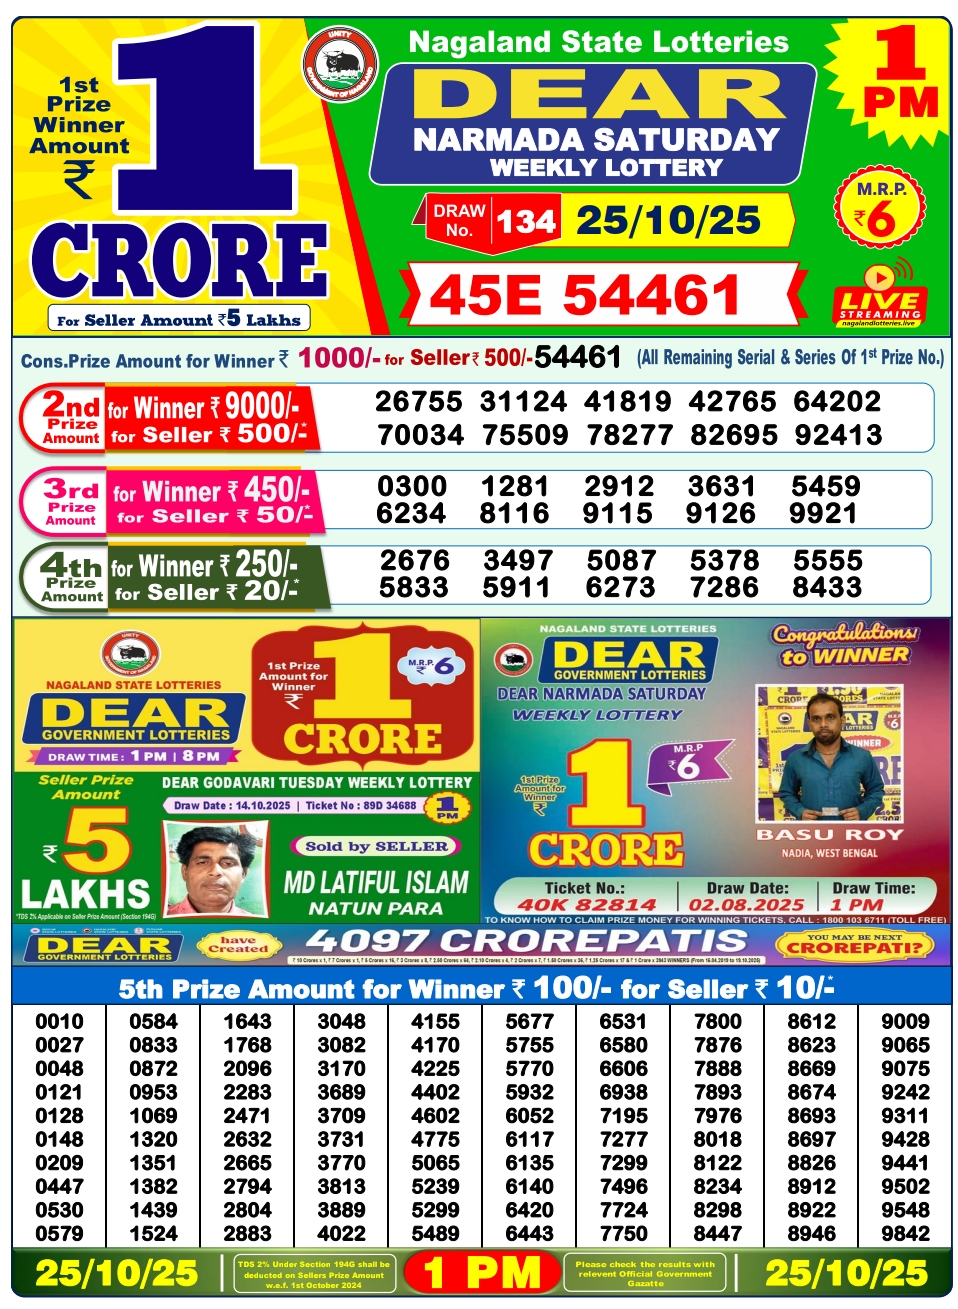 1st
Prize
Winner
Amount
₹
1
CRORE
For Seller Amount ₹5 Lakhs
UNITY
GOVERNMENT OF NAGALAND
Nagaland State Lotteries
DEAR
NARMADA SATURDAY
WEEKLY LOTTERY
1
PM
M.R.P.
₹6
DRAW No. 134 25/10/25
45E 54461
LIVE
STREAMING
nagalandlotteries.live
Cons.Prize Amount for Winner ₹ 1000/- for Seller ₹ 500/- 54461 (All Remaining Serial & Series Of 1st Prize No.)
2nd Prize Amount for Winner ₹ 9000/-
for Seller ₹ 500/-*
26755 31124 41819 42765 64202
70034 75509 78277 82695 92413
3rd Prize Amount for Winner ₹ 450/-
for Seller ₹ 50/-*
0300 1281 2912 3631 5459
6234 8116 9115 9126 9921
4th Prize Amount for Winner ₹ 250/-
for Seller ₹ 20/-*
2676 3497 5087 5378 5555
5833 5911 6273 7286 8433
UNITY
NAGALAND STATE LOTTERIES
DEAR
GOVERNMENT LOTTERIES
DRAW TIME : 1 PM | 8 PM
1st Prize
Amount for
Winner
₹
1
CRORE
M.R.P.
₹6
Seller Prize
Amount
₹5
LAKHS
*TDS 2% Applicable on Seller Prize Amount (Section 194G)
DEAR GODAVARI TUESDAY WEEKLY LOTTERY
Draw Date : 14.10.2025 | Ticket No : 89D 34688
1
PM
Sold by SELLER
MD LATIFUL ISLAM
NATUN PARA
NAGALAND STATE LOTTERIES
DEAR
GOVERNMENT LOTTERIES
DEAR NARMADA SATURDAY
WEEKLY LOTTERY
1st Prize
Amount for
Winner
₹
1
CRORE
M.R.P
₹6
Congratulations
to WINNER
BASU ROY
NADIA, WEST BENGAL
Ticket No.: Draw Date: Draw Time:
40K 82814 02.08.2025 1 PM
TO KNOW HOW TO CLAIM PRIZE MONEY FOR WINNING TICKETS, CALL : 1800 103 6711 (TOLL FREE)
DEAR
GOVERNMENT LOTTERIES
have
Created
4097 CROREPATIS
YOU MAY BE NEXT
CROREPATI?
5th Prize Amount for Winner ₹ 100/- for Seller ₹ 10/-*
0010 0584 1643 3048 4155 5677 6531 7800 8612 9009
0027 0833 1768 3082 4170 5755 6580 7876 8623 9065
0048 0872 2096 3170 4225 5770 6606 7888 8669 9075
0121 0953 2283 3689 4402 5932 6938 7893 8674 9242
0128 1069 2471 3709 4602 6052 7195 7976 8693 9311
0148 1320 2632 3731 4775 6117 7277 8018 8697 9428
0209 1351 2665 3770 5065 6135 7299 8122 8826 9441
0447 1382 2794 3813 5239 6140 7496 8234 8912 9502
0530 1439 2804 3889 5299 6420 7724 8298 8922 9548
0579 1524 2883 4022 5489 6443 7750 8447 8946 9842
25/10/25
TDS 2% Under Section 194G shall be
deducted on Sellers Prize Amount
w.e.f. 1st October 2024
1 PM
Please check the results with
relevent Official Government
Gazatte
25/10/25